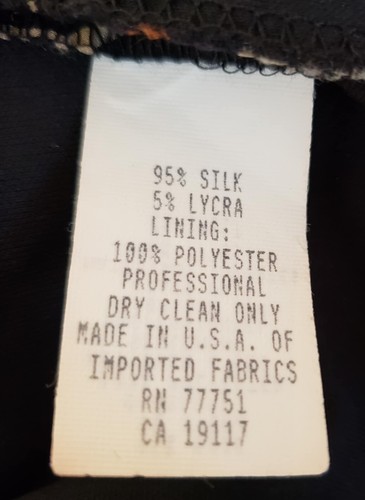 95% SILK
5% LYCRA
LINING:
100% POLYESTER
PROFESSIONAL
DRY CLEAN ONLY
MADE IN U.S.A. OF
IMPORTED FABRICS
RN 77751
CA 19117